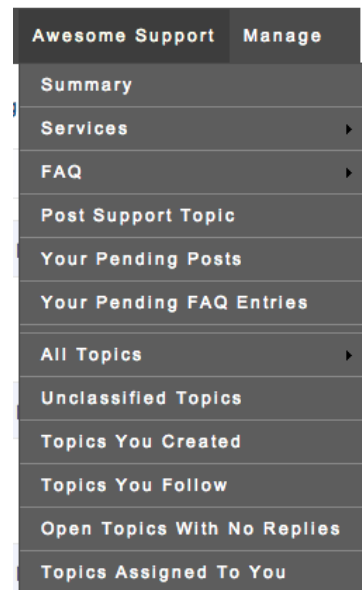 Awesome Support Manage
Summary
Services
FAQ
Post Support Topic
Your Pending Posts
Your Pending FAQ Entries
All Topics
Unclassified Topics
Topics You Created
Topics You Follow
Open Topics With No Replies
Topics Assigned To You